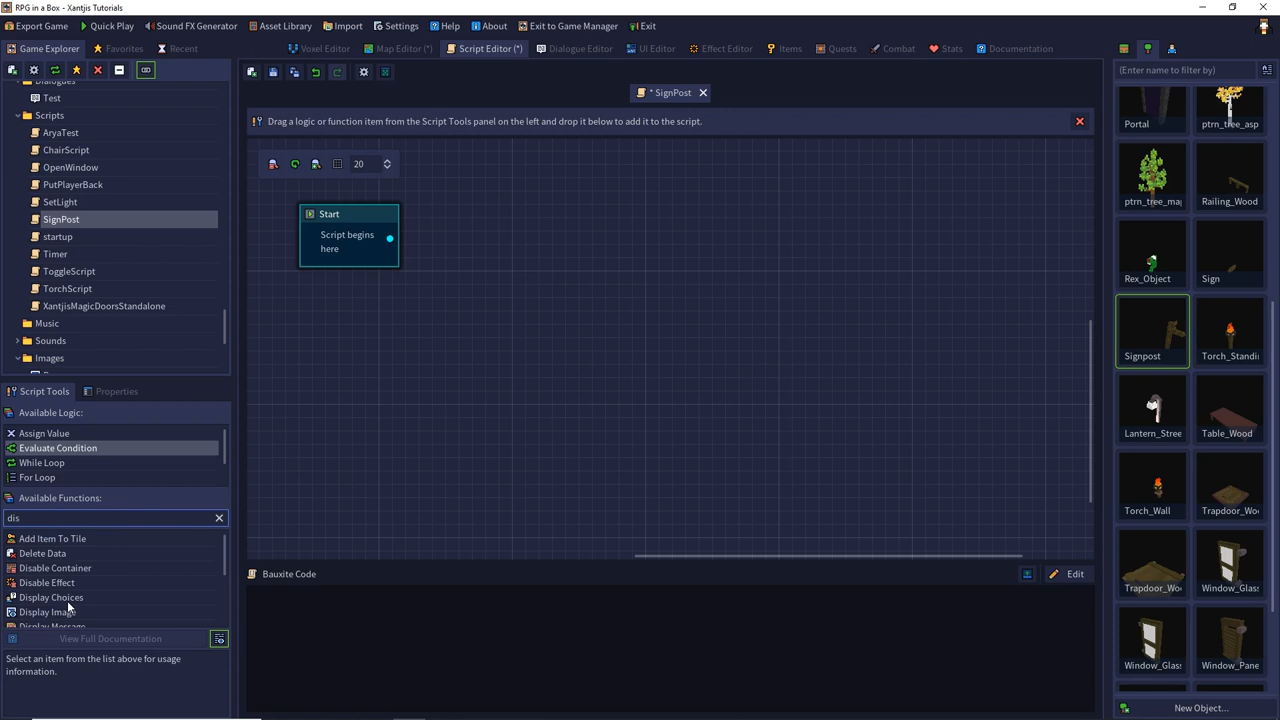 RPG in a Box - Xantjis Tutorials
Export Game Quick Play Sound FX Generator Asset Library Import Settings Help About Exit to Game Manager Exit
Game Explorer Favorites Recent Voxel Editor Map Editor (*) Script Editor (*) Dialogue Editor UI Editor Effect Editor Items Quests Combat Stats Documentation
(Enter name to filter by)
Dialogues
Test
Scripts
AryaTest
ChairScript
OpenWindow
PutPlayerBack
SetLight
SignPost
startup
Timer
ToggleScript
TorchScript
XantjisMagicDoorsStandalone
Music
Sounds
Images
Script Tools Properties
Available Logic:
Assign Value
Evaluate Condition
While Loop
For Loop
Available Functions:
dis
Add Item To Tile
Delete Data
Disable Container
Disable Effect
Display Choices
Display Image
Display Message
View Full Documentation
Select an item from the list above for usage
information.
* SignPost
Drag a logic or function item from the Script Tools panel on the left and drop it below to add it to the script.
20
Start
Script begins
here
Bauxite Code Edit
Portal ptrn_tree_asp
ptrn_tree_ma Railing_Wood
Rex_Object Sign
Signpost Torch_Standi
Lantern_Stree Table_Wood
Torch_Wall Trapdoor_Wo
Trapdoor_Wo Window_Glas
Window_Glas Window_Pane
New Object...